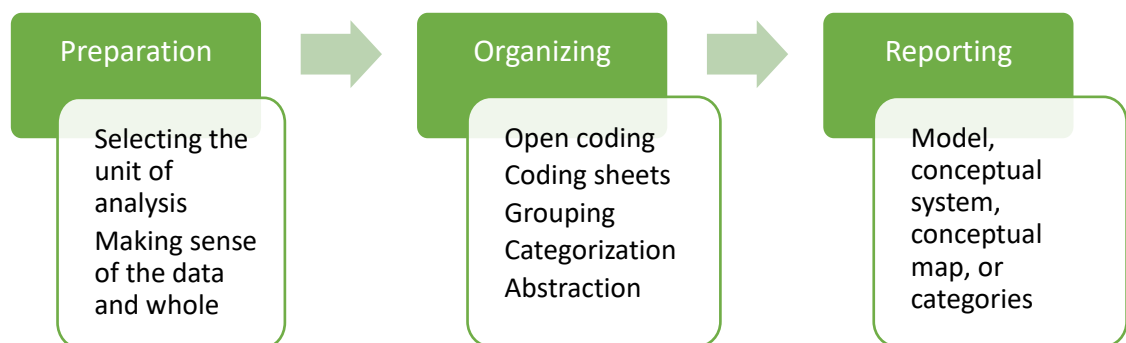 Preparation
Selecting the
unit of
analysis
Making sense
of the data
and whole
Organizing
Open coding
Coding sheets
Grouping
Categorization
Abstraction
Reporting
Model,
conceptual
system,
conceptual
map, or
categories